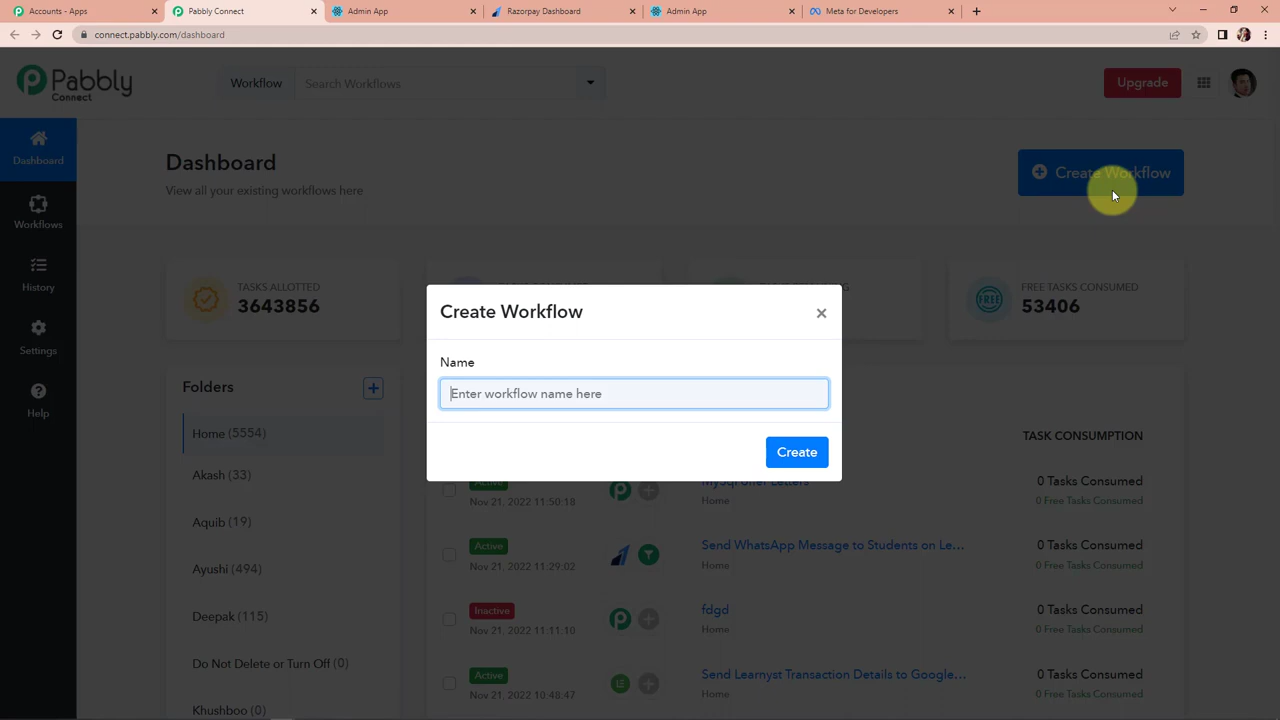 Accounts - Apps
Pabbly Connect
Admin App
Razorpay Dashboard
Admin App
Meta for Developers
connect.pabbly.com/dashboard
Pabbly
Connect
Workflow
Search Workflows
Upgrade
Dashboard
Workflows
History
Settings
Help
Dashboard
View all your existing workflows here
Create Workflow
TASKS ALLOTTED
3643856
FREE
FREE TASKS CONSUMED
53406
Create Workflow
×
Name
Enter workflow name here
Create
Folders
Home (5554)
Akash (33)
Aquib (19)
Ayushi (494)
Deepak (115)
Do Not Delete or Turn Off (0)
Khushboo (0)
TASK CONSUMPTION
Nov 21, 2022 11:50:18
Home
0 Tasks Consumed
0 Free Tasks Consumed
Active
Nov 21, 2022 11:29:02
Send WhatsApp Message to Students on Le...
Home
0 Tasks Consumed
0 Free Tasks Consumed
Inactive
Nov 21, 2022 11:11:10
fdgd
Home
0 Tasks Consumed
0 Free Tasks Consumed
Active
Nov 21, 2022 10:48:47
Send Learnyst Transaction Details to Google...
Home
0 Tasks Consumed
0 Free Tasks Consumed